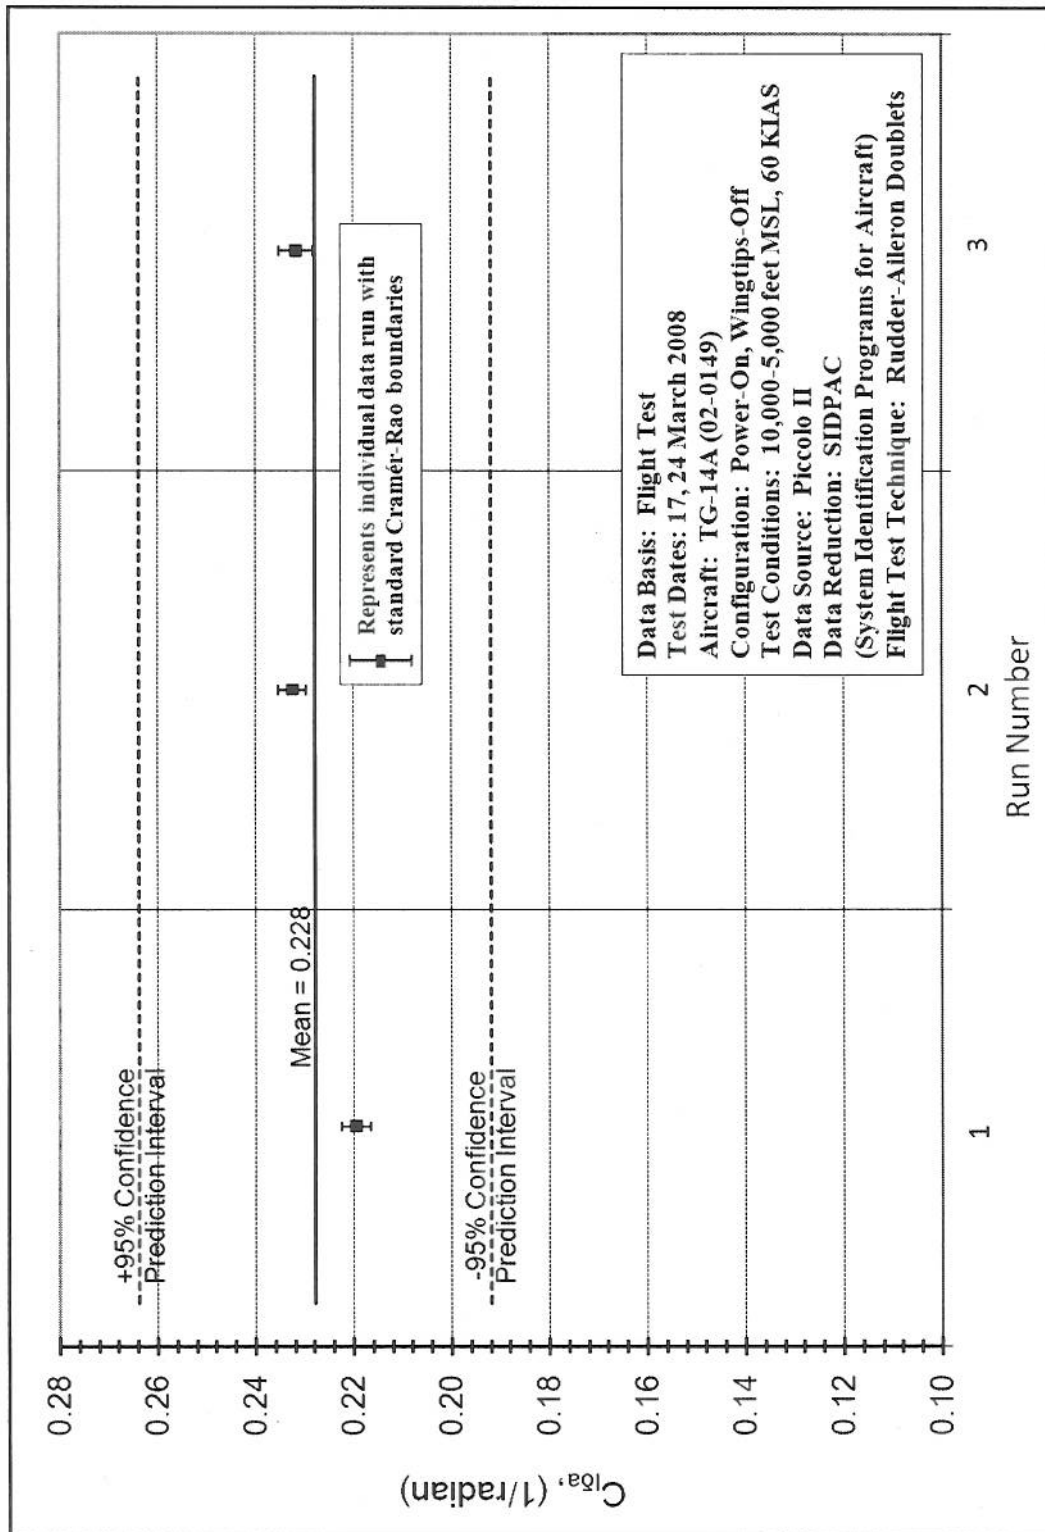 0.28
0.26
0.24
0.22
0.20
0.18
0.16
0.14
0.12
0.10
C_lδa, (1/radian)
+95% Confidence
Prediction Interval
Mean = 0.228
-95% Confidence
Prediction Interval
Represents individual data run with
standard Cramér-Rao boundaries
Data Basis: Flight Test
Test Dates: 17, 24 March 2008
Aircraft: TG-14A (02-0149)
Configuration: Power-On, Wingtips-Off
Test Conditions: 10,000-5,000 feet MSL, 60 KIAS
Data Source: Piccolo II
Data Reduction: SIDPAC
(System Identification Programs for Aircraft)
Flight Test Technique: Rudder-Aileron Doublets
1
2
3
Run Number